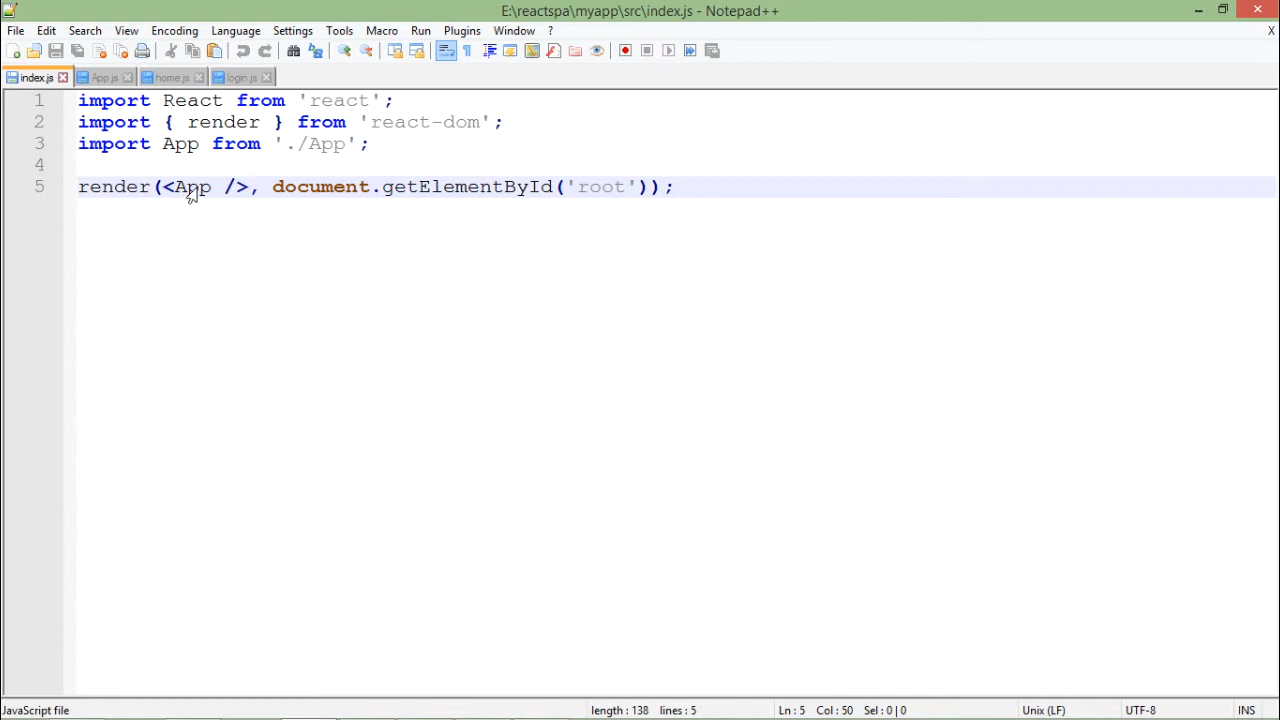 E:\reactspa\myapp\src\index.js - Notepad++
File Edit Search View Encoding Language Settings Tools Macro Run Plugins Window ? X
index.js App.js home.js login.js
1 import React from 'react';
2 import { render } from 'react-dom';
3 import App from './App';
4
5 render(<App />, document.getElementById('root'));
JavaScript file length : 138 lines : 5 Ln : 5 Col : 50 Sel : 0 | 0 Unix (LF) UTF-8 INS